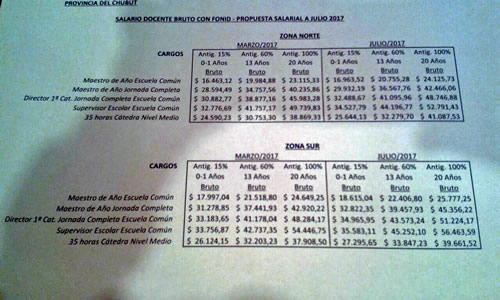 PROVINCIA DEL CHUBUT
SALARIO DOCENTE BRUTO CON FONID - PROPUESTA SALARIAL A JULIO 2017
ZONA NORTE
MARZO/2017 JULIO/2017
CARGOS Antig. 15% Antig. 60% Antig. 100% Antig. 15% Antig. 60% Antig. 100%
0-1 Años 13 Años 20 Años 0-1 Años 13 Años 20 Años
Bruto Bruto Bruto Bruto Bruto Bruto
Maestro de Año Escuela Común $ 16.463,12 $ 19.984,88 $ 23.115,33 $ 16.963,52 $ 20.755,28 $ 24.125,73
Maestro de Año Jornada Completa $ 28.594,49 $ 34.757,56 $ 40.235,86 $ 29.932,19 $ 36.567,76 $ 42.466,06
Director 1ª Cat. Jornada Completa Escuela Común $ 30.882,77 $ 38.877,16 $ 45.983,28 $ 32.488,67 $ 41.095,96 $ 48.746,88
Supervisor Escolar Escuela Común $ 32.776,69 $ 41.757,17 $ 49.739,83 $ 34.527,79 $ 44.196,77 $ 52.791,43
35 horas Cátedra Nivel Medio $ 24.590,23 $ 30.753,30 $ 38.869,33 $ 25.644,13 $ 32.279,70 $ 41.087,53
ZONA SUR
MARZO/2017 JULIO/2017
CARGOS Antig. 15% Antig. 60% Antig. 100% Antig. 15% Antig. 60% Antig. 100%
0-1 Años 13 Años 20 Años 0-1 Años 13 Años 20 Años
Bruto Bruto Bruto Bruto Bruto Bruto
Maestro de Año Escuela Común $ 17.997,04 $ 21.518,80 $ 24.649,25 $ 18.615,04 $ 22.406,80 $ 25.777,25
Maestro de Año Jornada Completa $ 31.278,85 $ 37.441,93 $ 42.920,22 $ 32.822,35 $ 39.457,93 $ 45.356,22
Director 1ª Cat. Jornada Completa Escuela Común $ 33.183,65 $ 41.178,04 $ 48.284,17 $ 34.965,95 $ 43.573,24 $ 51.224,17
Supervisor Escolar Escuela Común $ 33.756,87 $ 42.737,35 $ 54.446,75 $ 35.583,11 $ 45.252,10 $ 56.463,59
35 horas Cátedra Nivel Medio $ 26.124,15 $ 32.203,23 $ 37.908,50 $ 27.295,65 $ 33.847,23 $ 39.661,52